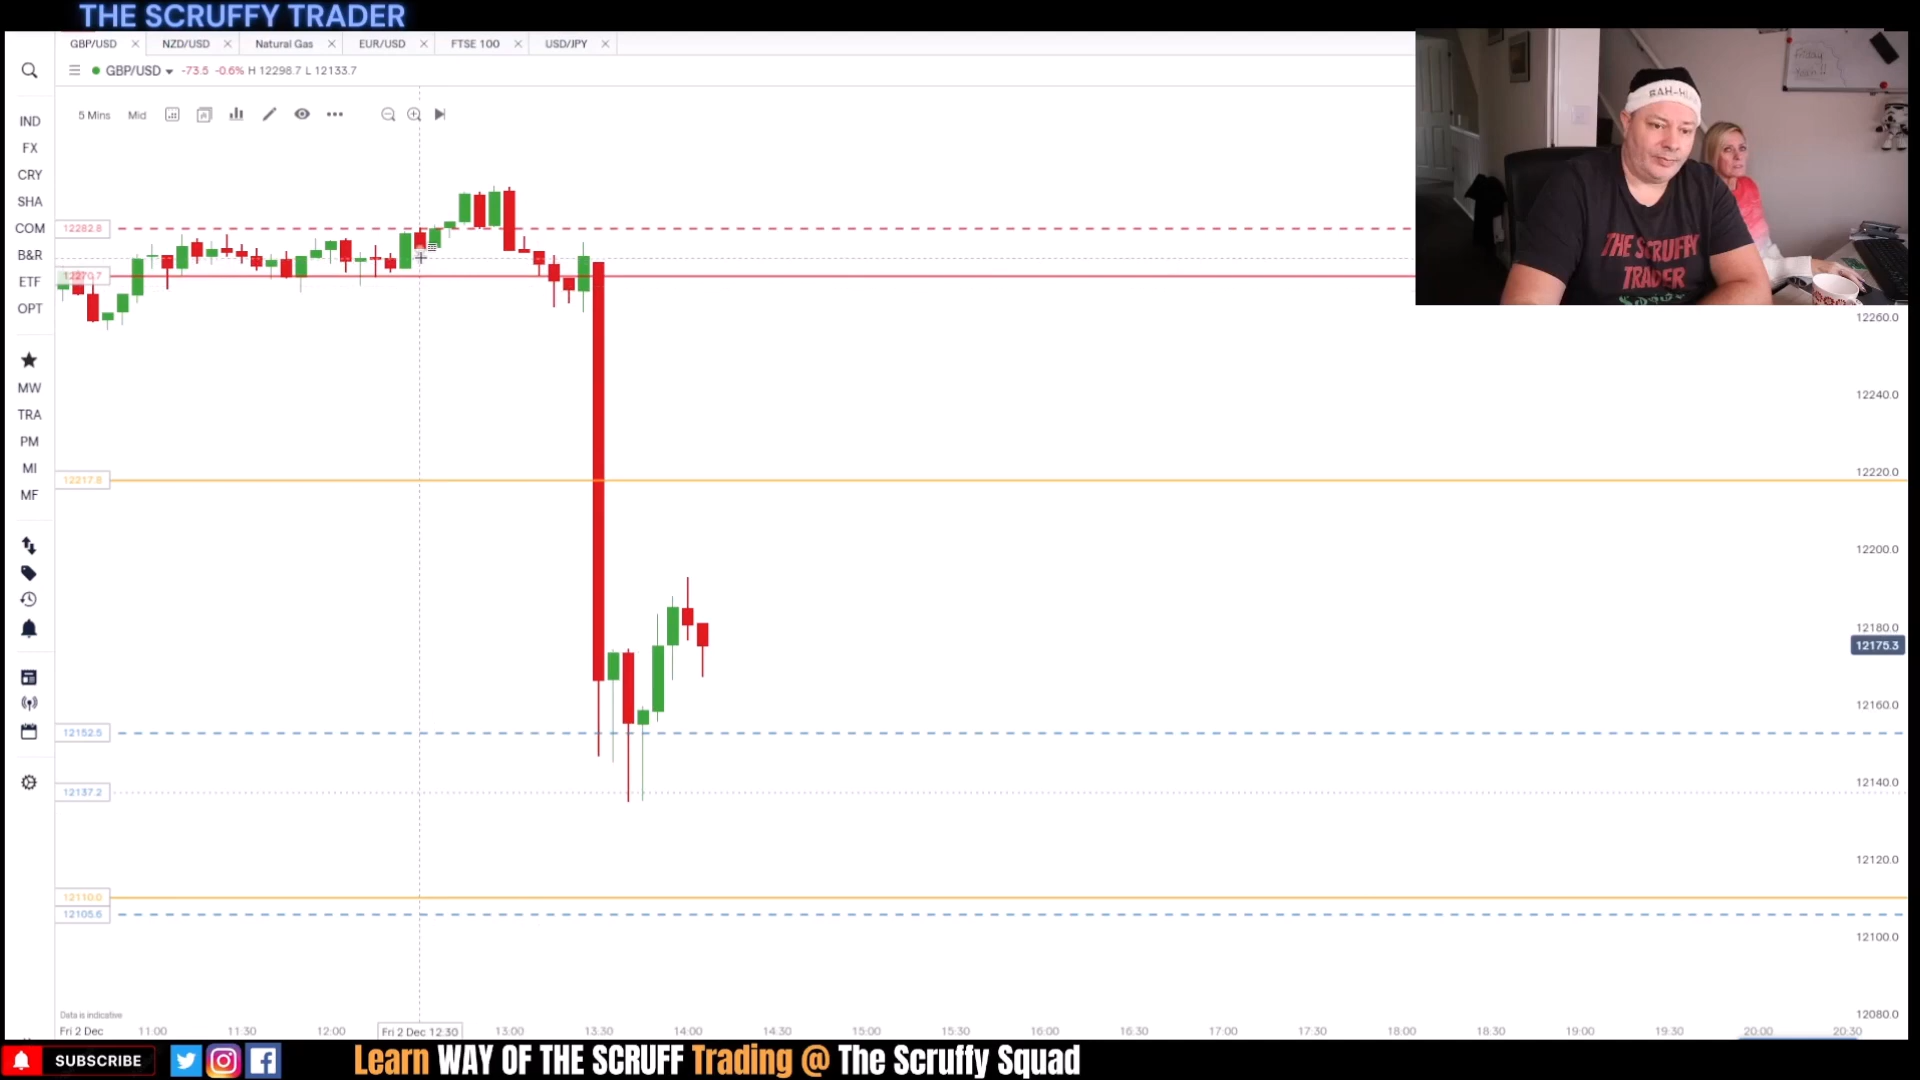 THE SCRUFFY TRADER
GBP/USD
NZD/USD
Natural Gas
EUR/USD
FTSE 100
USD/JPY
GBP/USD -73.5 -0.6% H 12298.7 L 12133.7
5 Mins Mid
IND
FX
CRY
SHA
COM
B&R
ETF
OPT
MW
TRA
PM
MI
MF
12282.8
12270.7
12217.8
12152.5
12137.2
12110.0
12105.6
12260.0
12240.0
12220.0
12200.0
12180.0
12175.3
12160.0
12140.0
12120.0
12100.0
12080.0
BAH-HU
Friday
Yeah!!
THE SCRUFFY
TRADER
Data is indicative
Fri 2 Dec 11:00 11:30 12:00 Fri 2 Dec 12:30 13:00 13:30 14:00 14:30 15:00 15:30 16:00 16:30 17:00 17:30 18:00 18:30 19:00 19:30 20:00 20:30
SUBSCRIBE
Learn WAY OF THE SCRUFF Trading @ The Scruffy Squad